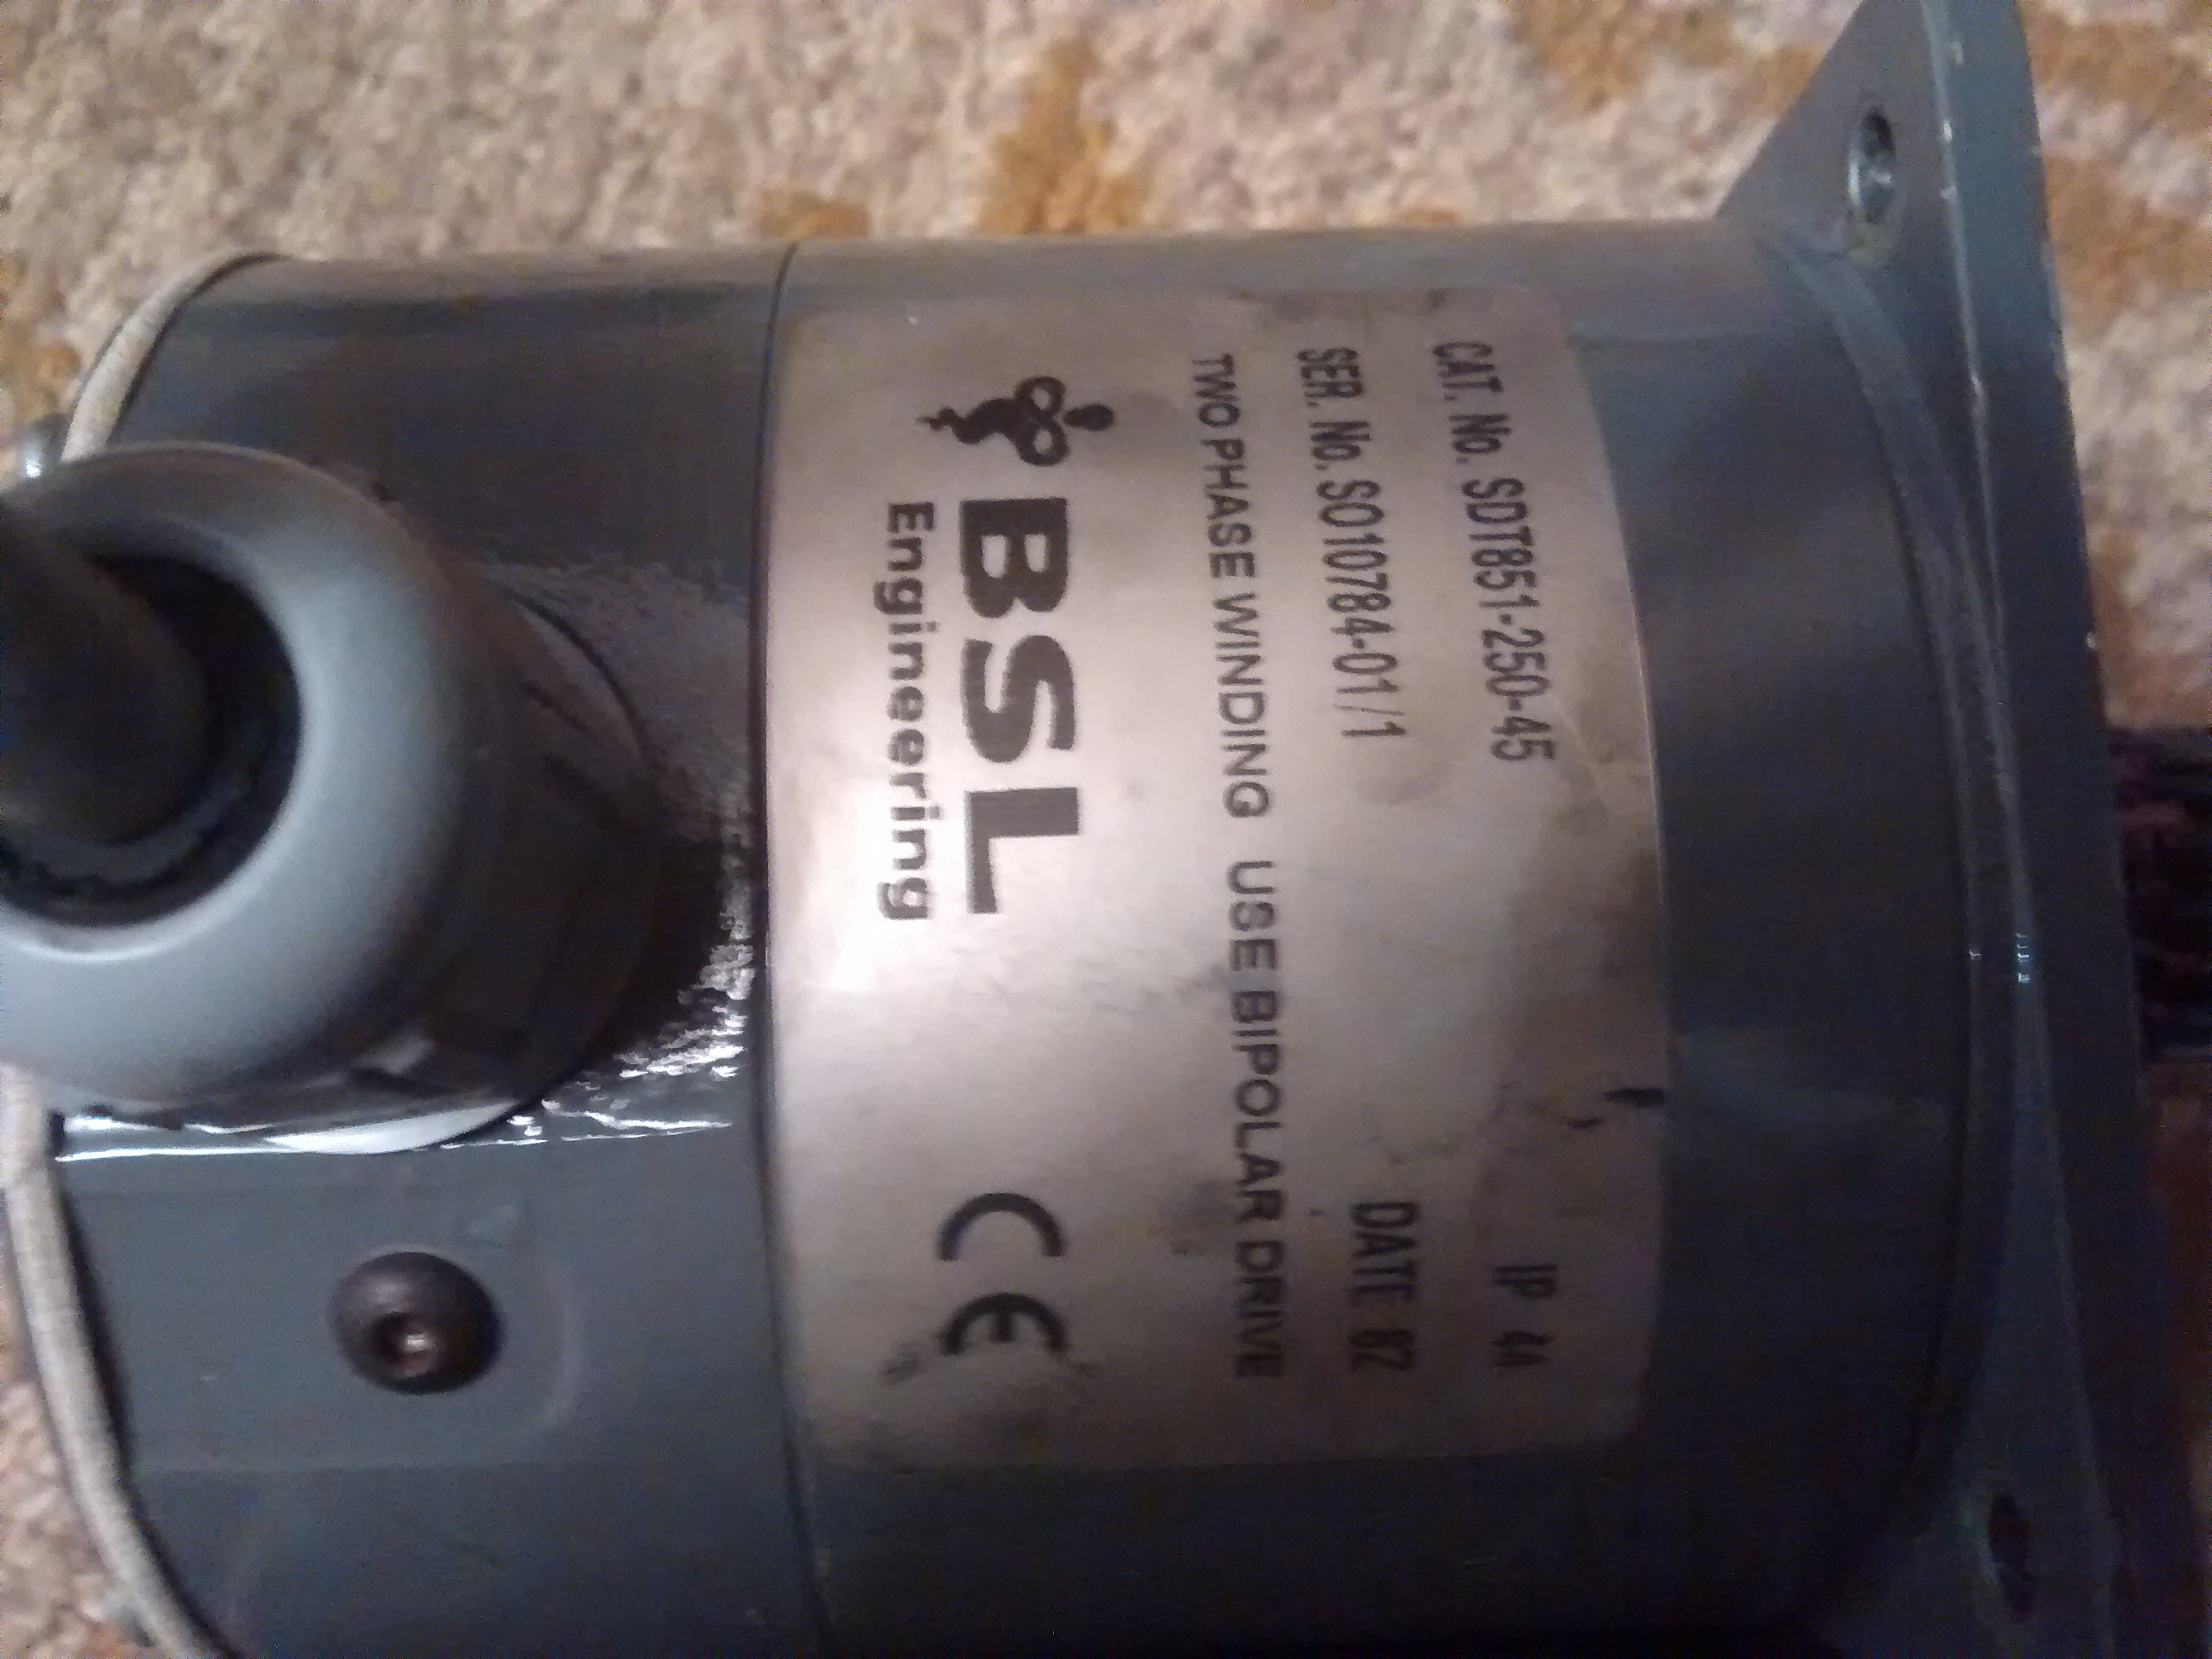 CAT. No. SDT851-250-45 IP 44
SER. No. SO10784-01/1 DATE 82
TWO PHASE WINDING USE BIPOLAR DRIVE
BSL
Engineering
CE